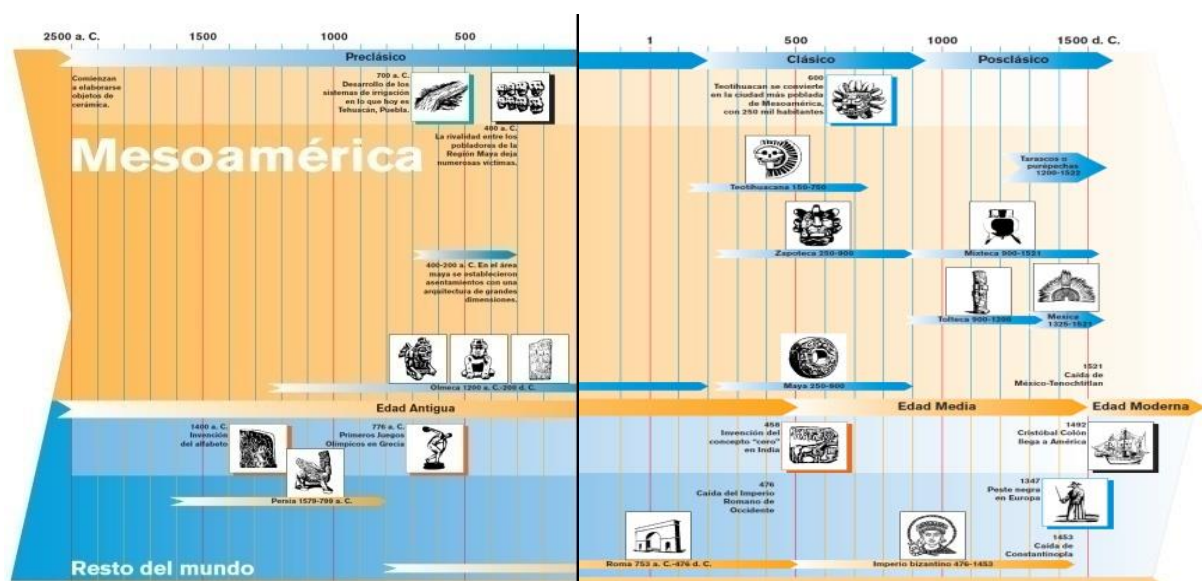 2500 a. C.
1500
1000
500
1
500
1000
1500 d. C.
Preclásico
Clásico
Posclásico
Comienzan
a elaborarse
objetos de
cerámica.
700 a. C.
Desarrollo de los
sistemas de irrigación
en lo que hoy es
Tehuacán, Puebla.
La rivalidad entre los
pobladores de la
Región Maya deja
numerosas víctimas.
600
Teotihuacan se convierte
en la ciudad más poblada
de Mesoamérica,
con 250 mil habitantes
Mesoamérica
Tarascos o
purépechas
1200-1522
Teotihuacana 150-750
Zapoteca 250-900
Mixteca 900-1521
400-200 a. C. En el área
maya se establecieron
asentamientos con una
arquitectura de grandes
dimensiones.
Tolteca 900-1200
Mexica
1325-1521
Olmeca 1200 a. C.-200 d. C.
Maya 250-900
1521
Caída de
México-Tenochtitlan
Edad Antigua
Edad Media
Edad Moderna
1400 a. C.
Invención
del alfabeto
776 a. C.
Primeros Juegos
Olímpicos en Grecia
458
Invención del
concepto "cero"
en India
1492
Cristóbal Colón
llega a América
Persia 1579-799 a. C.
476
Caída del Imperio
Romano de
Occidente
1347
Peste negra
en Europa
1453
Caída de
Constantinopla
Resto del mundo
Roma 753 a. C.-476 d. C.
Imperio bizantino 476-1453